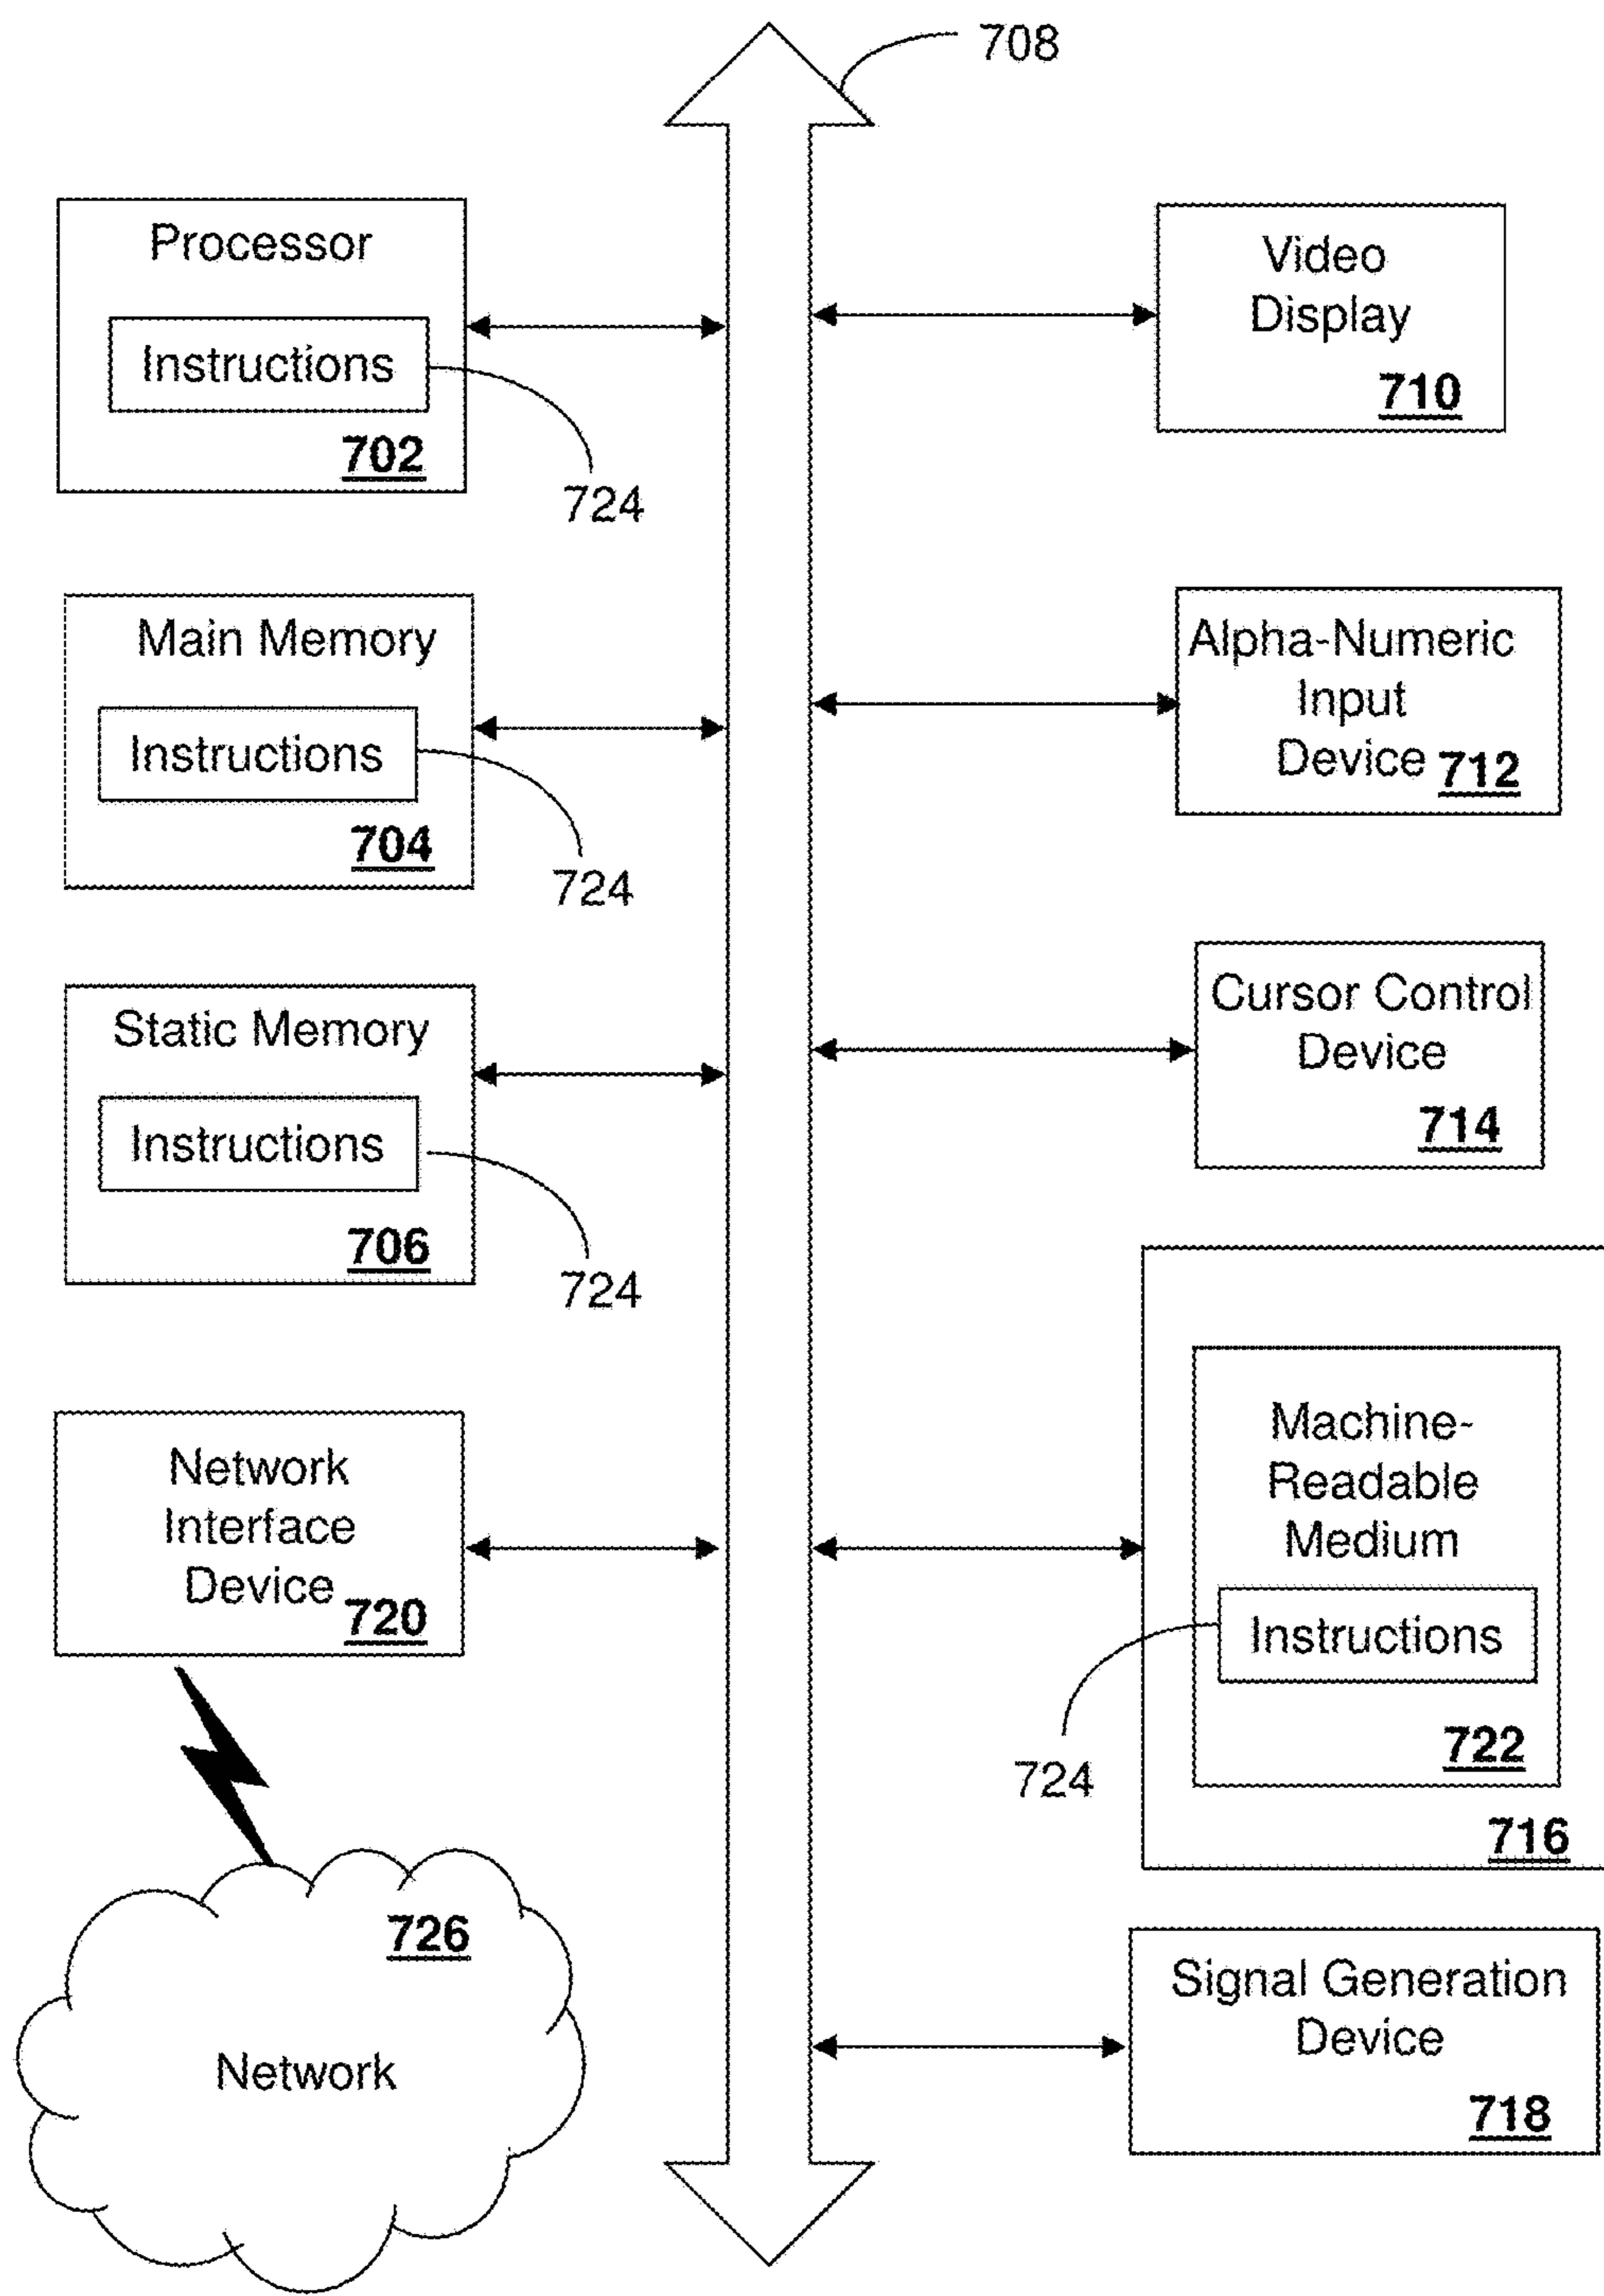 708
Processor
Instructions
702
724
Main Memory
Instructions
704
724
Static Memory
Instructions
706
724
Network
Interface
Device
720
726
Network
Video
Display
710
Alpha-Numeric
Input
Device 712
Cursor Control
Device
714
Machine-
Readable
Medium
Instructions
724
722
716
Signal Generation
Device
718